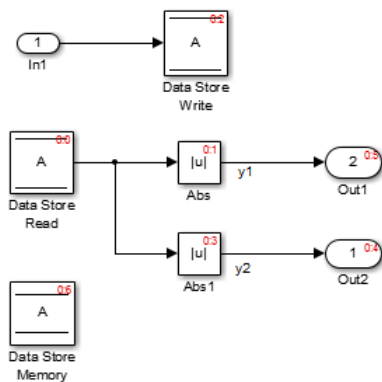 0:2
1
A
In1
Data Store
Write
0:0
A
Data Store
Read
0:1
|u|
Abs
y1
0:5
2
Out1
0:3
|u|
Abs1
y2
0:4
1
Out2
0:6
A
Data Store
Memory